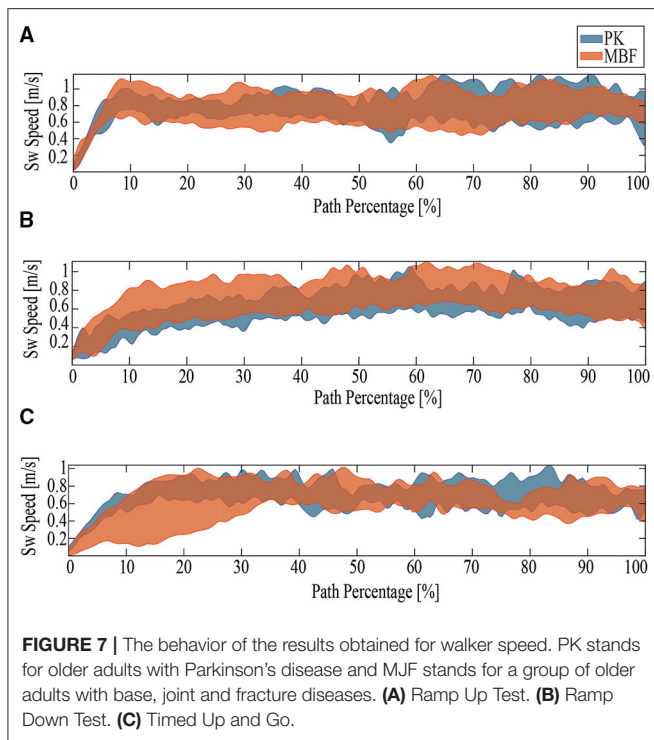 A
PK
MBF
Sw Speed [m/s]
1
0.8
0.6
0.4
0.2
0 10 20 30 40 50 60 70 80 90 100
Path Percentage [%]
B
Sw Speed [m/s]
1
0.8
0.6
0.4
0.2
0 10 20 30 40 50 60 70 80 90 100
Path Percentage [%]
C
Sw Speed [m/s]
1
0.8
0.6
0.4
0.2
0 10 20 30 40 50 60 70 80 90 100
Path Percentage [%]
FIGURE 7 | The behavior of the results obtained for walker speed. PK stands
for older adults with Parkinson's disease and MJF stands for a group of older
adults with base, joint and fracture diseases. (A) Ramp Up Test. (B) Ramp
Down Test. (C) Timed Up and Go.